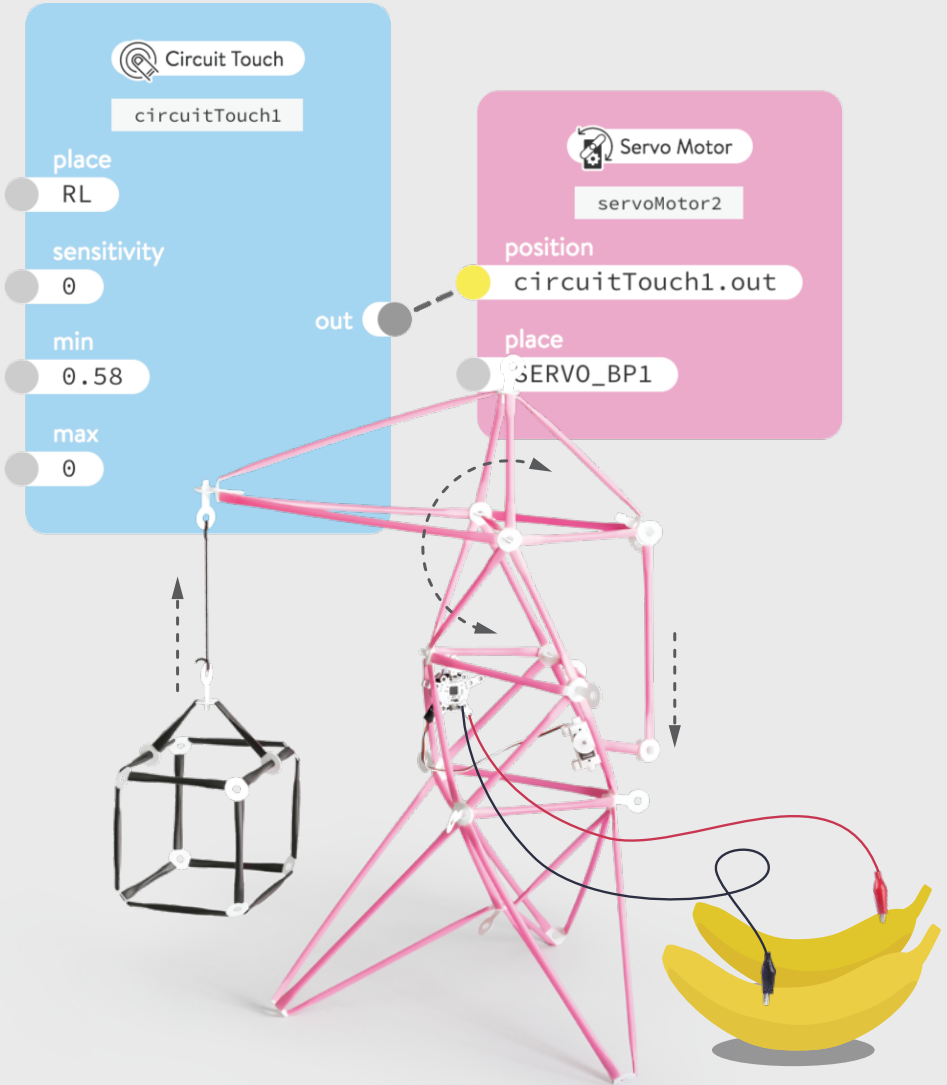 Circuit Touch
circuitTouch1
place
RL
sensitivity
0
out
min
0.58
max
0
Servo Motor
servoMotor2
position
circuitTouch1.out
place
SERVO_BP1